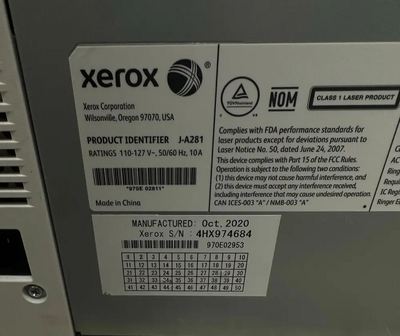 xerox
Xerox Corporation
Wilsonville, Oregon 97070, USA
PRODUCT IDENTIFIER J-A281
RATINGS 110-127 V~, 50/60 Hz, 10A
Made in China
NOM
CLASS 1 LASER PRODUCT
Complies with FDA performance standards for
laser products except for deviations pursuant to
Laser Notice No. 50, dated June 24, 2007.
This device complies with Part 15 of the FCC Rules.
Operation is subject to the following two conditions:
(1) this device may not cause harmful interference, and
(2) this device must accept any interference received,
including interference that may cause undesired operation.
CAN ICES-003 "A" / NMB-003 "A"
MANUFACTURED: Oct, 2020
Xerox S/N : 4HX974684
970E02953
1 2 3 4 5 6 7 8 9 10
11 12 13 14 15 16 17 18 19 20
21 22 23 24 25 26 27 28 29 30
31 32 33 34 35 36 37 38 39 40
41 42 43 44 45 46 47 48 49 50